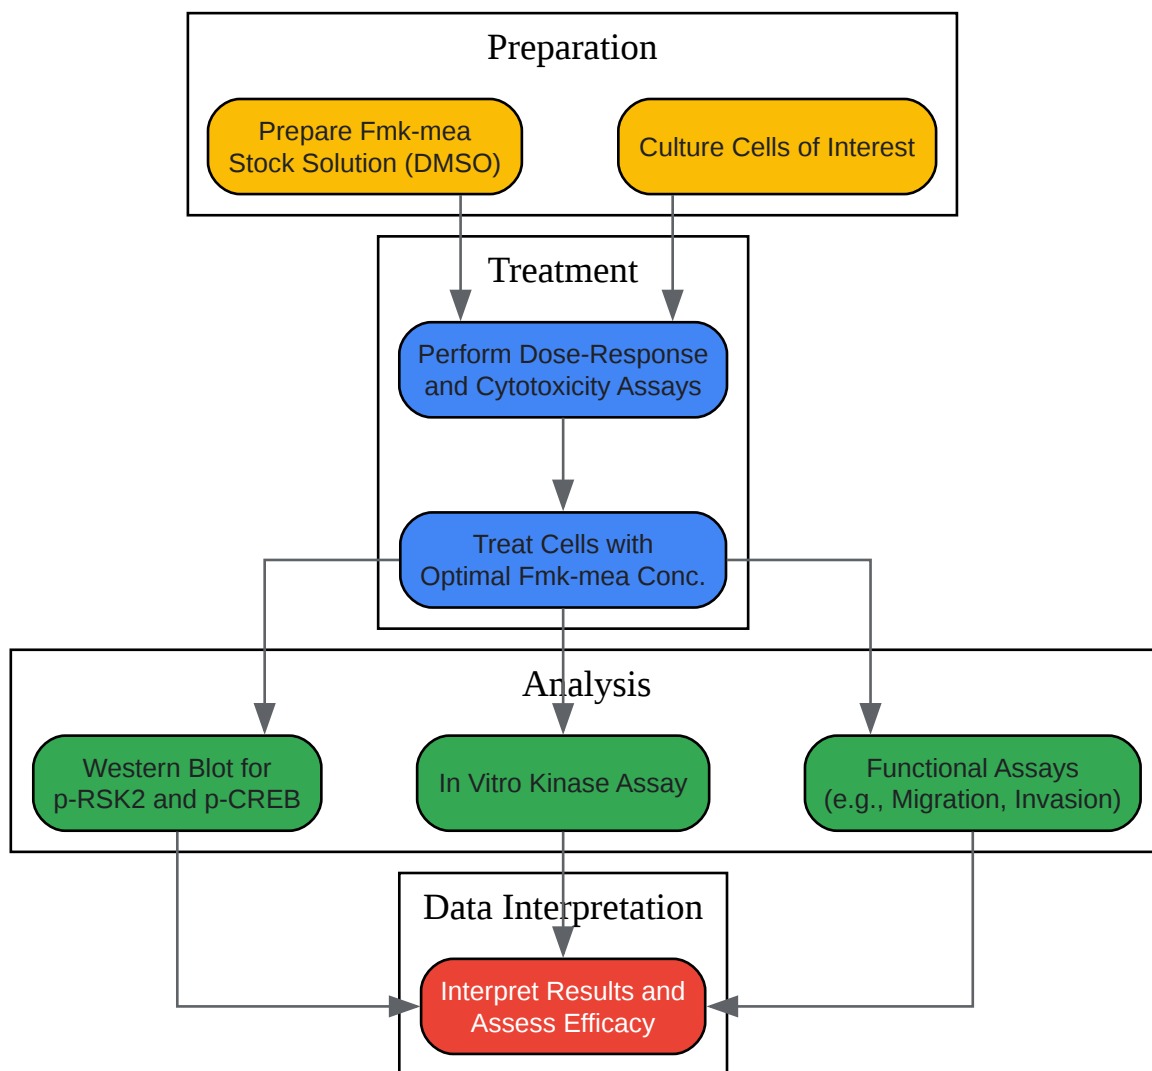 Preparation
Prepare Fmk-mea
Stock Solution (DMSO)
Culture Cells of Interest
Treatment
Perform Dose-Response
and Cytotoxicity Assays
Treat Cells with
Optimal Fmk-mea Conc.
Analysis
Western Blot for
p-RSK2 and p-CREB
In Vitro Kinase Assay
Functional Assays
(e.g., Migration, Invasion)
Data Interpretation
Interpret Results and
Assess Efficacy